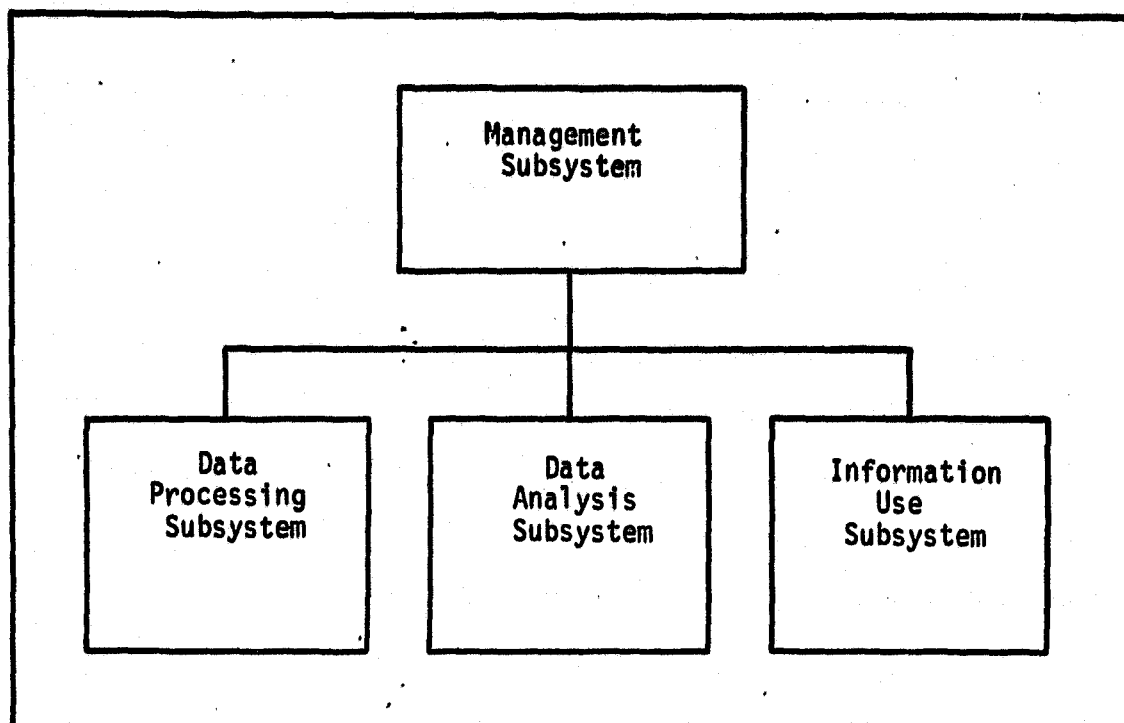 Management
Subsystem
Data
Processing
Subsystem
Data
Analysis
Subsystem
Information
Use
Subsystem